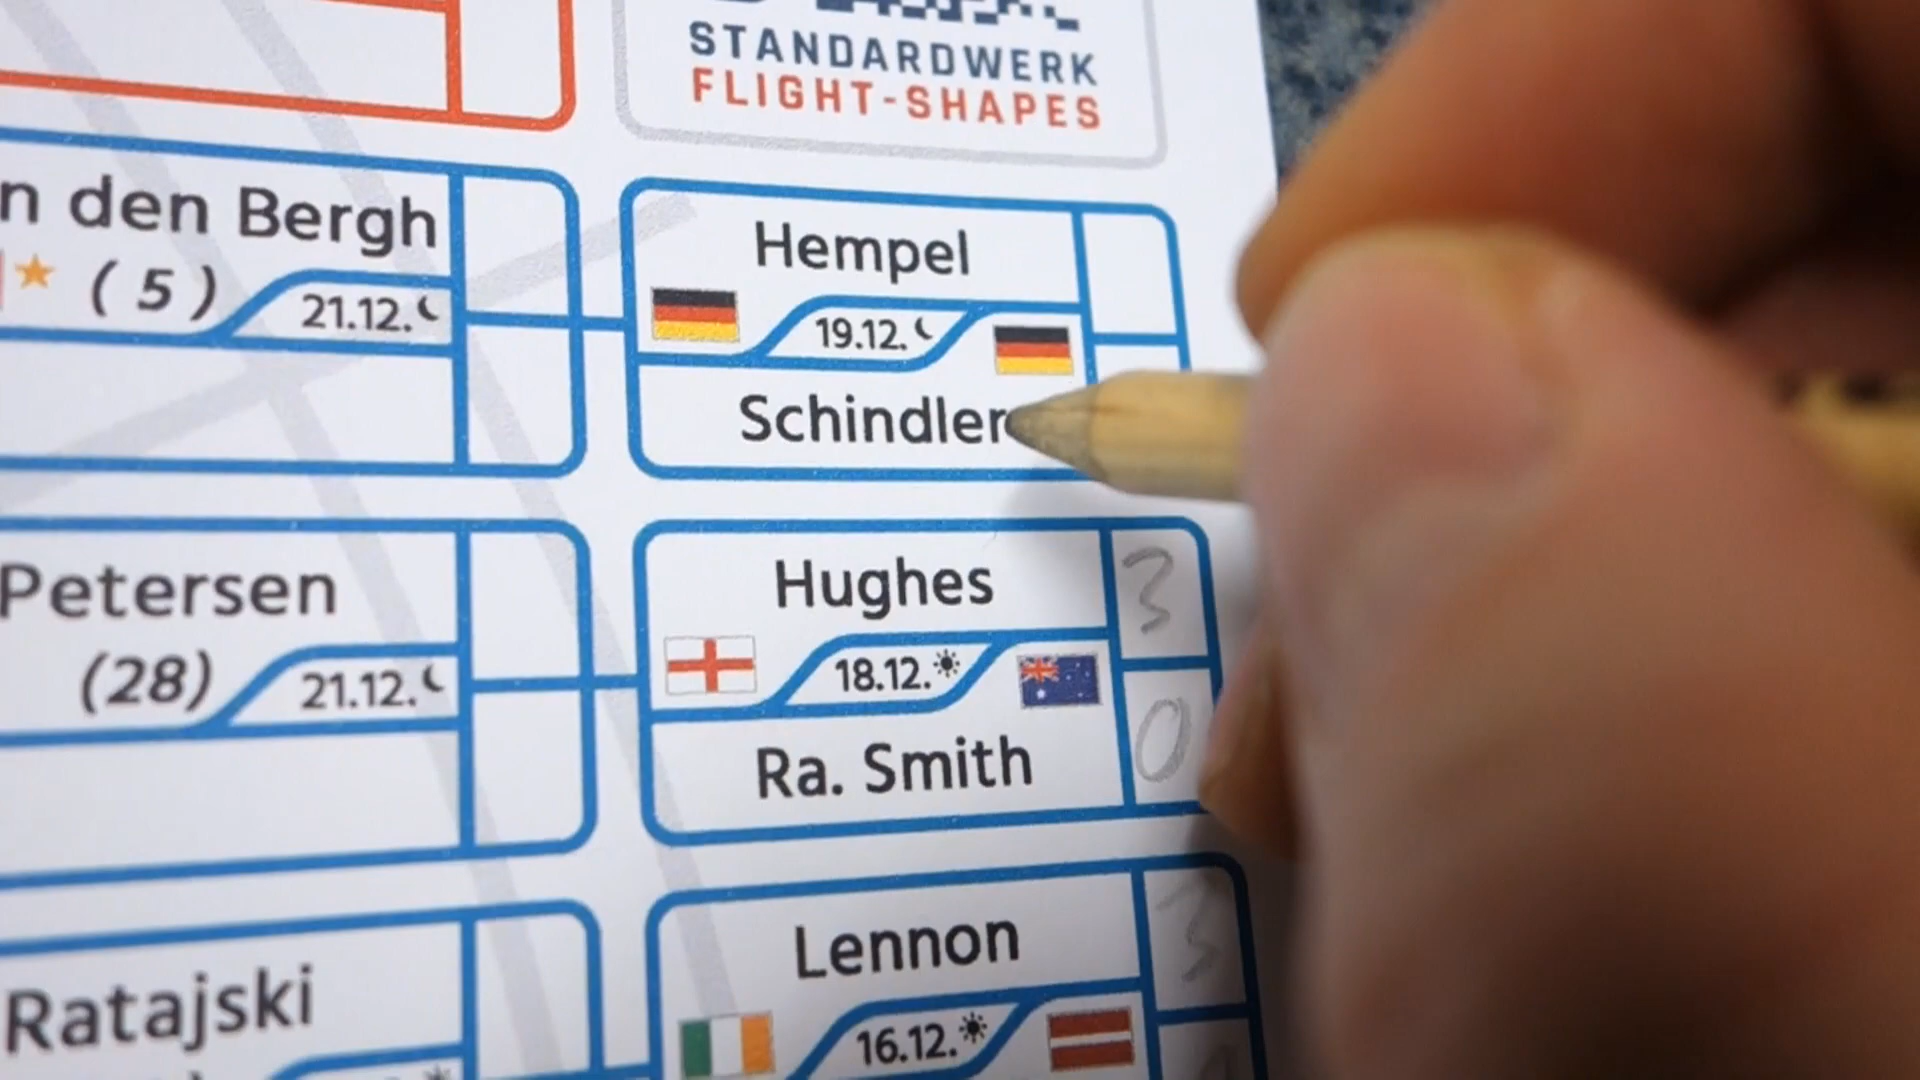 STANDARDWERK
FLIGHT-SHAPES
n den Bergh
(5)
21.12.
Hempel
19.12.
Schindler
Petersen
(28)
21.12.
Hughes
3
18.12.
0
Ra. Smith
Ratajski
Lennon
3
16.12.